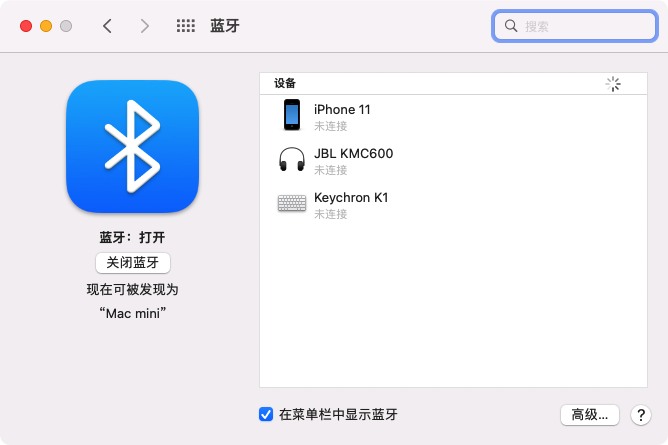 蓝牙
搜索
设备
iPhone 11
未连接
JBL KMC600
未连接
Keychron K1
未连接
蓝牙：打开
关闭蓝牙
现在可被发现为
“Mac mini”
在菜单栏中显示蓝牙
高级...
?